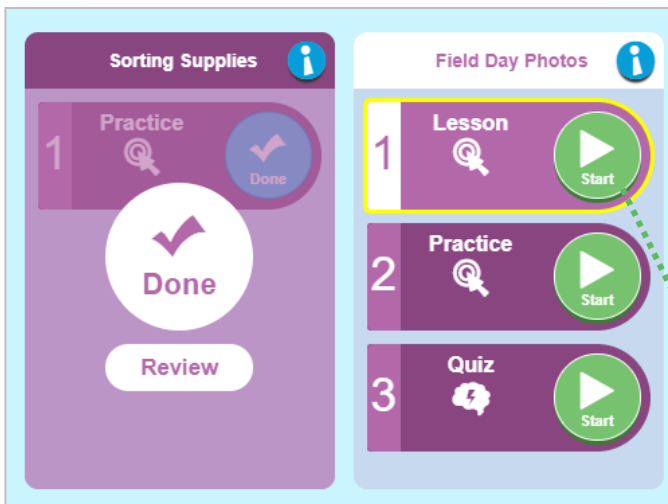 Sorting Supplies
1
Practice
Done
Done
Review
Field Day Photos
1
Lesson
Start
2
Practice
Start
3
Quiz
Start